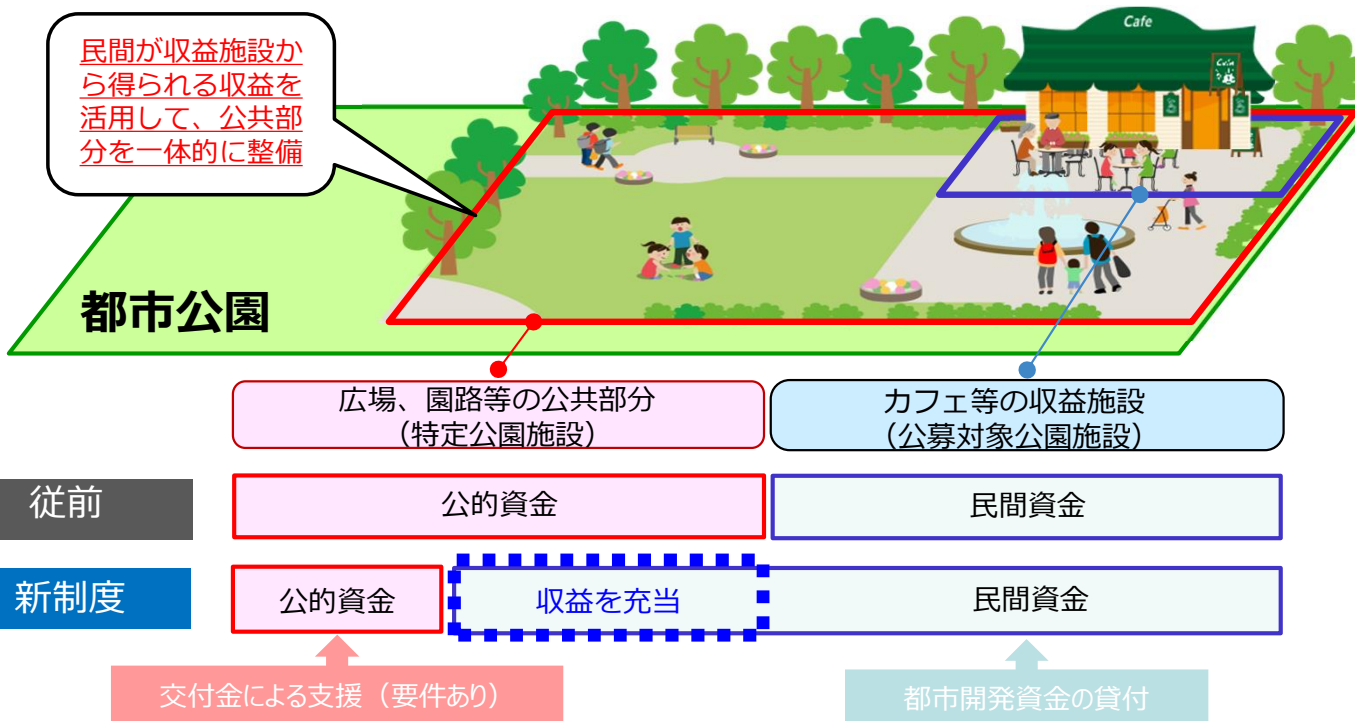 民間が収益施設か
ら得られる収益を
活用して、公共部
分を一体的に整備
Cafe
都市公園
広場、園路等の公共部分
（特定公園施設）
カフェ等の収益施設
（公募対象公園施設）
従前
公的資金
民間資金
新制度
公的資金
収益を充当
民間資金
交付金による支援（要件あり）
都市開発資金の貸付